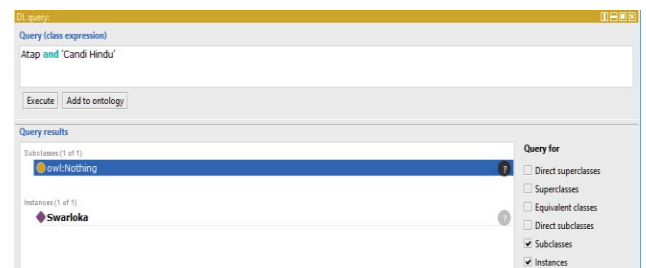 DL query:
Query (class expression)
Atap and 'Candi Hindu'
Execute Add to ontology
Query results
Subclasses (1 of 1)
owl:Nothing
?
Instances (1 of 1)
Swarloka
?
Query for
Direct superclasses
Superclasses
Equivalent classes
Direct subclasses
Subclasses
Instances